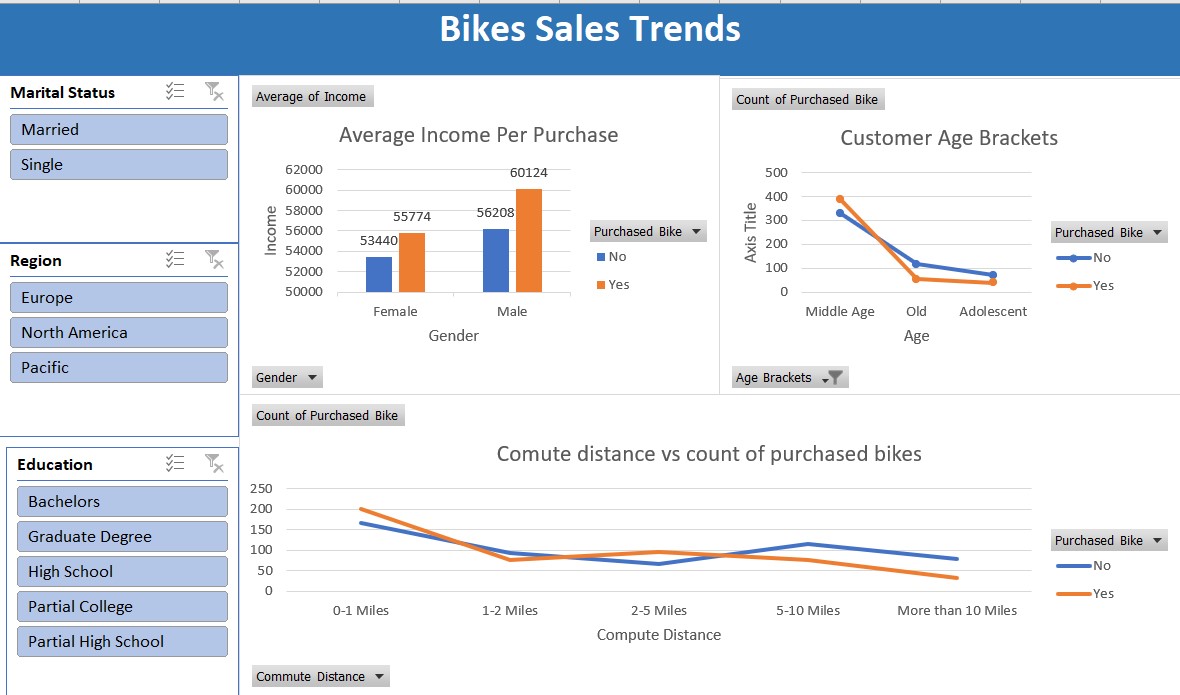 Bikes Sales Trends
Marital Status
Married
Single
Region
Europe
North America
Pacific
Education
Bachelors
Graduate Degree
High School
Partial College
Partial High School
Average of Income
Average Income Per Purchase
Income
62000
60000
58000
56000
54000
52000
50000
53440
55774
56208
60124
Female
Male
Gender
Purchased Bike
No
Yes
Gender
Count of Purchased Bike
Customer Age Brackets
Axis Title
500
400
300
200
100
0
Middle Age
Old
Adolescent
Age
Purchased Bike
No
Yes
Age Brackets
Count of Purchased Bike
Comute distance vs count of purchased bikes
250
200
150
100
50
0
0-1 Miles
1-2 Miles
2-5 Miles
5-10 Miles
More than 10 Miles
Compute Distance
Purchased Bike
No
Yes
Commute Distance